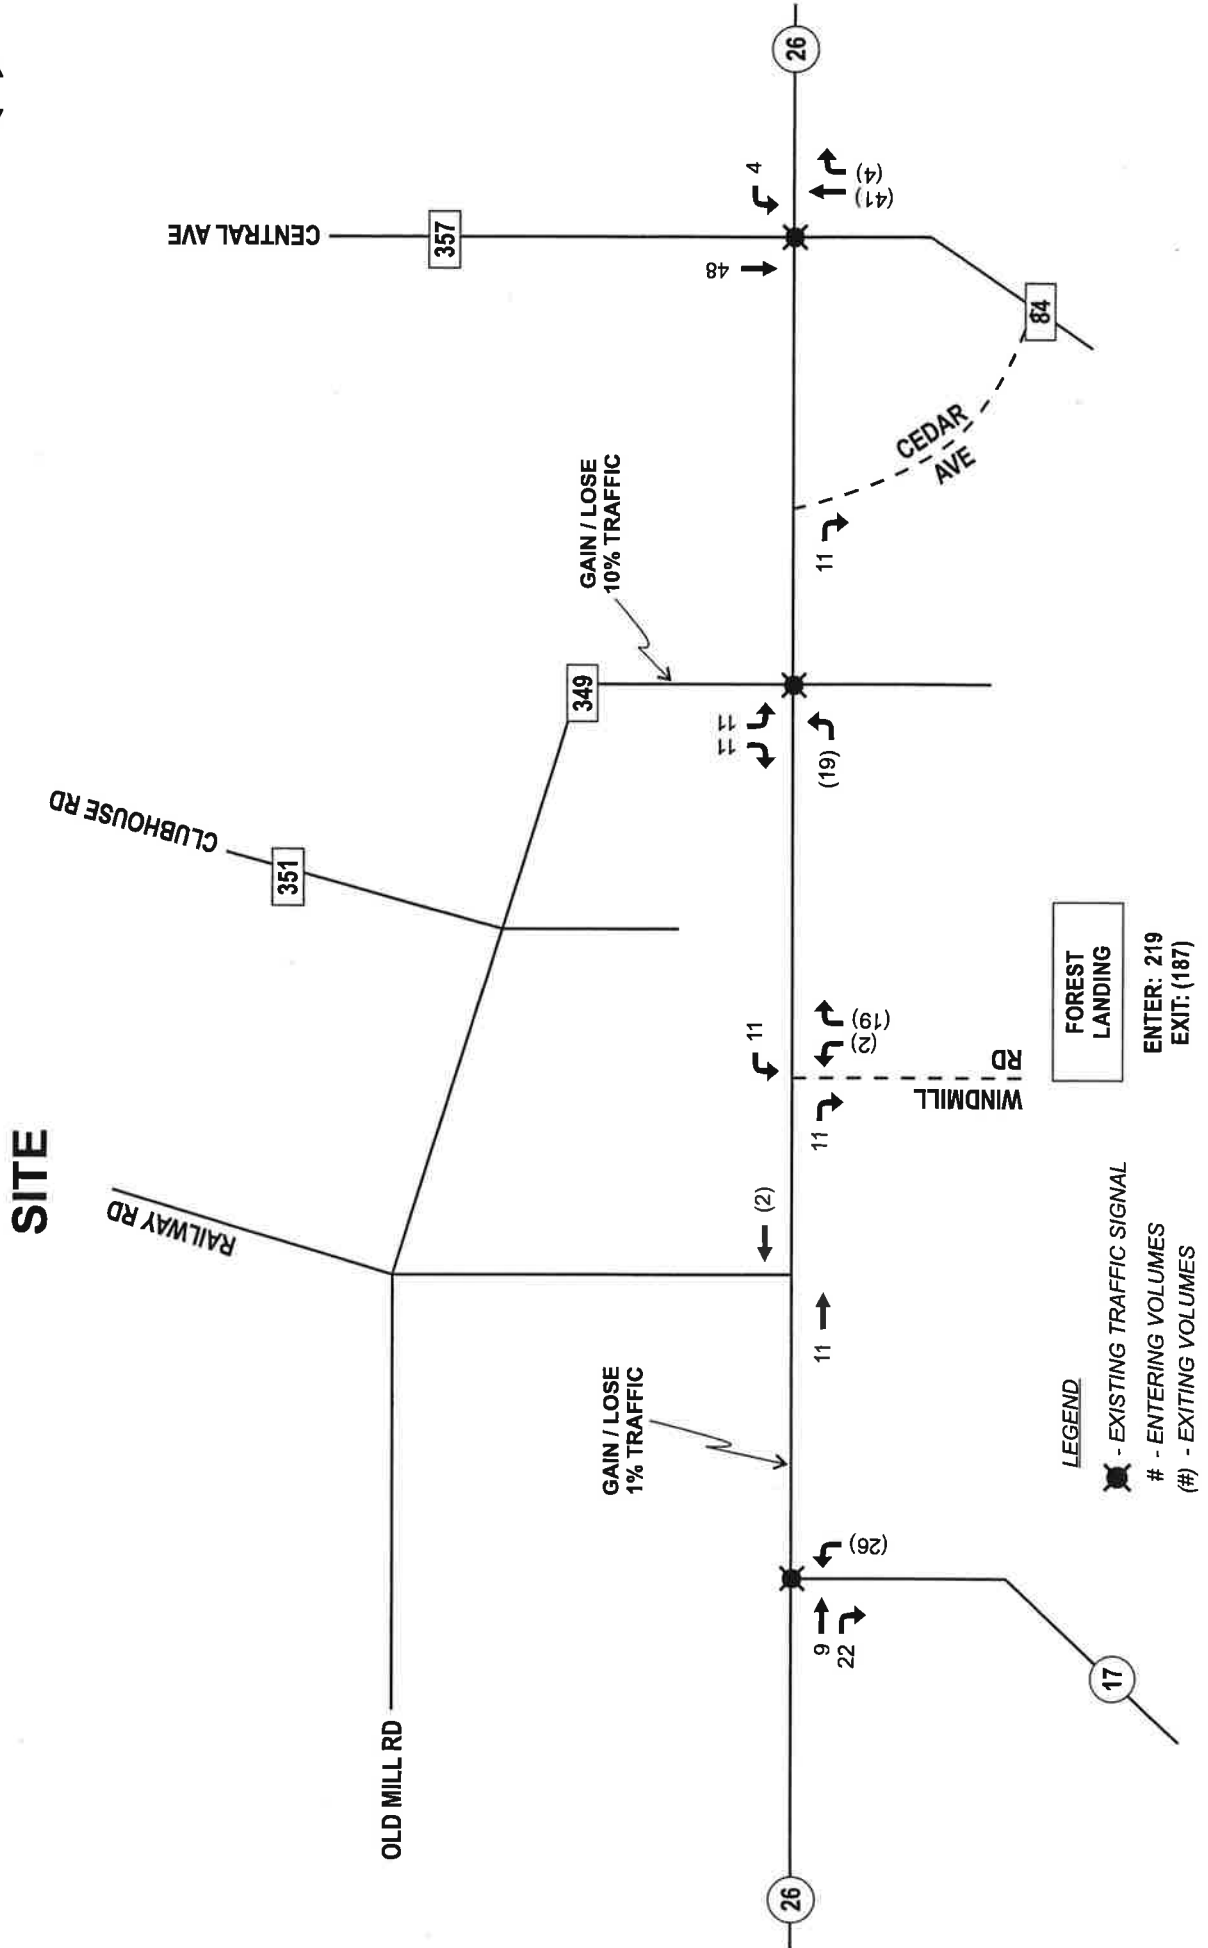 SITE
RAILWAY RD
CLUBHOUSE RD
351
CENTRAL AVE
357
OLD MILL RD
349
GAIN / LOSE
10% TRAFFIC
GAIN / LOSE
1% TRAFFIC
26
9
22
(26)
17
11
(2)
11
11
(2)
(19)
WINDMILL
RD
11
11
(19)
11
CEDAR
AVE
84
48
4
(41)
(4)
26
FOREST
LANDING
ENTER: 219
EXIT: (187)
LEGEND
- EXISTING TRAFFIC SIGNAL
# - ENTERING VOLUMES
(#) - EXITING VOLUMES